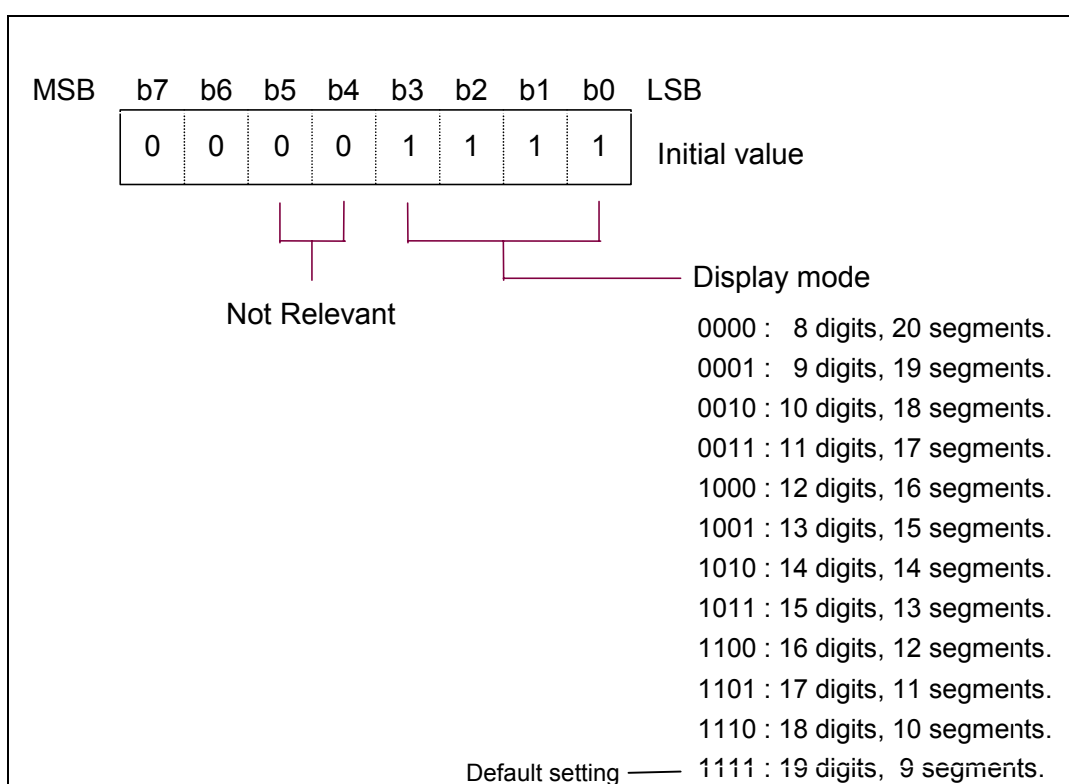 MSB b7 b6 b5 b4 b3 b2 b1 b0 LSB
0 0 0 0 1 1 1 1 Initial value
Display mode
Not Relevant
0000 : 8 digits, 20 segments.
0001 : 9 digits, 19 segments.
0010 : 10 digits, 18 segments.
0011 : 11 digits, 17 segments.
1000 : 12 digits, 16 segments.
1001 : 13 digits, 15 segments.
1010 : 14 digits, 14 segments.
1011 : 15 digits, 13 segments.
1100 : 16 digits, 12 segments.
1101 : 17 digits, 11 segments.
1110 : 18 digits, 10 segments.
Default setting 1111 : 19 digits, 9 segments.